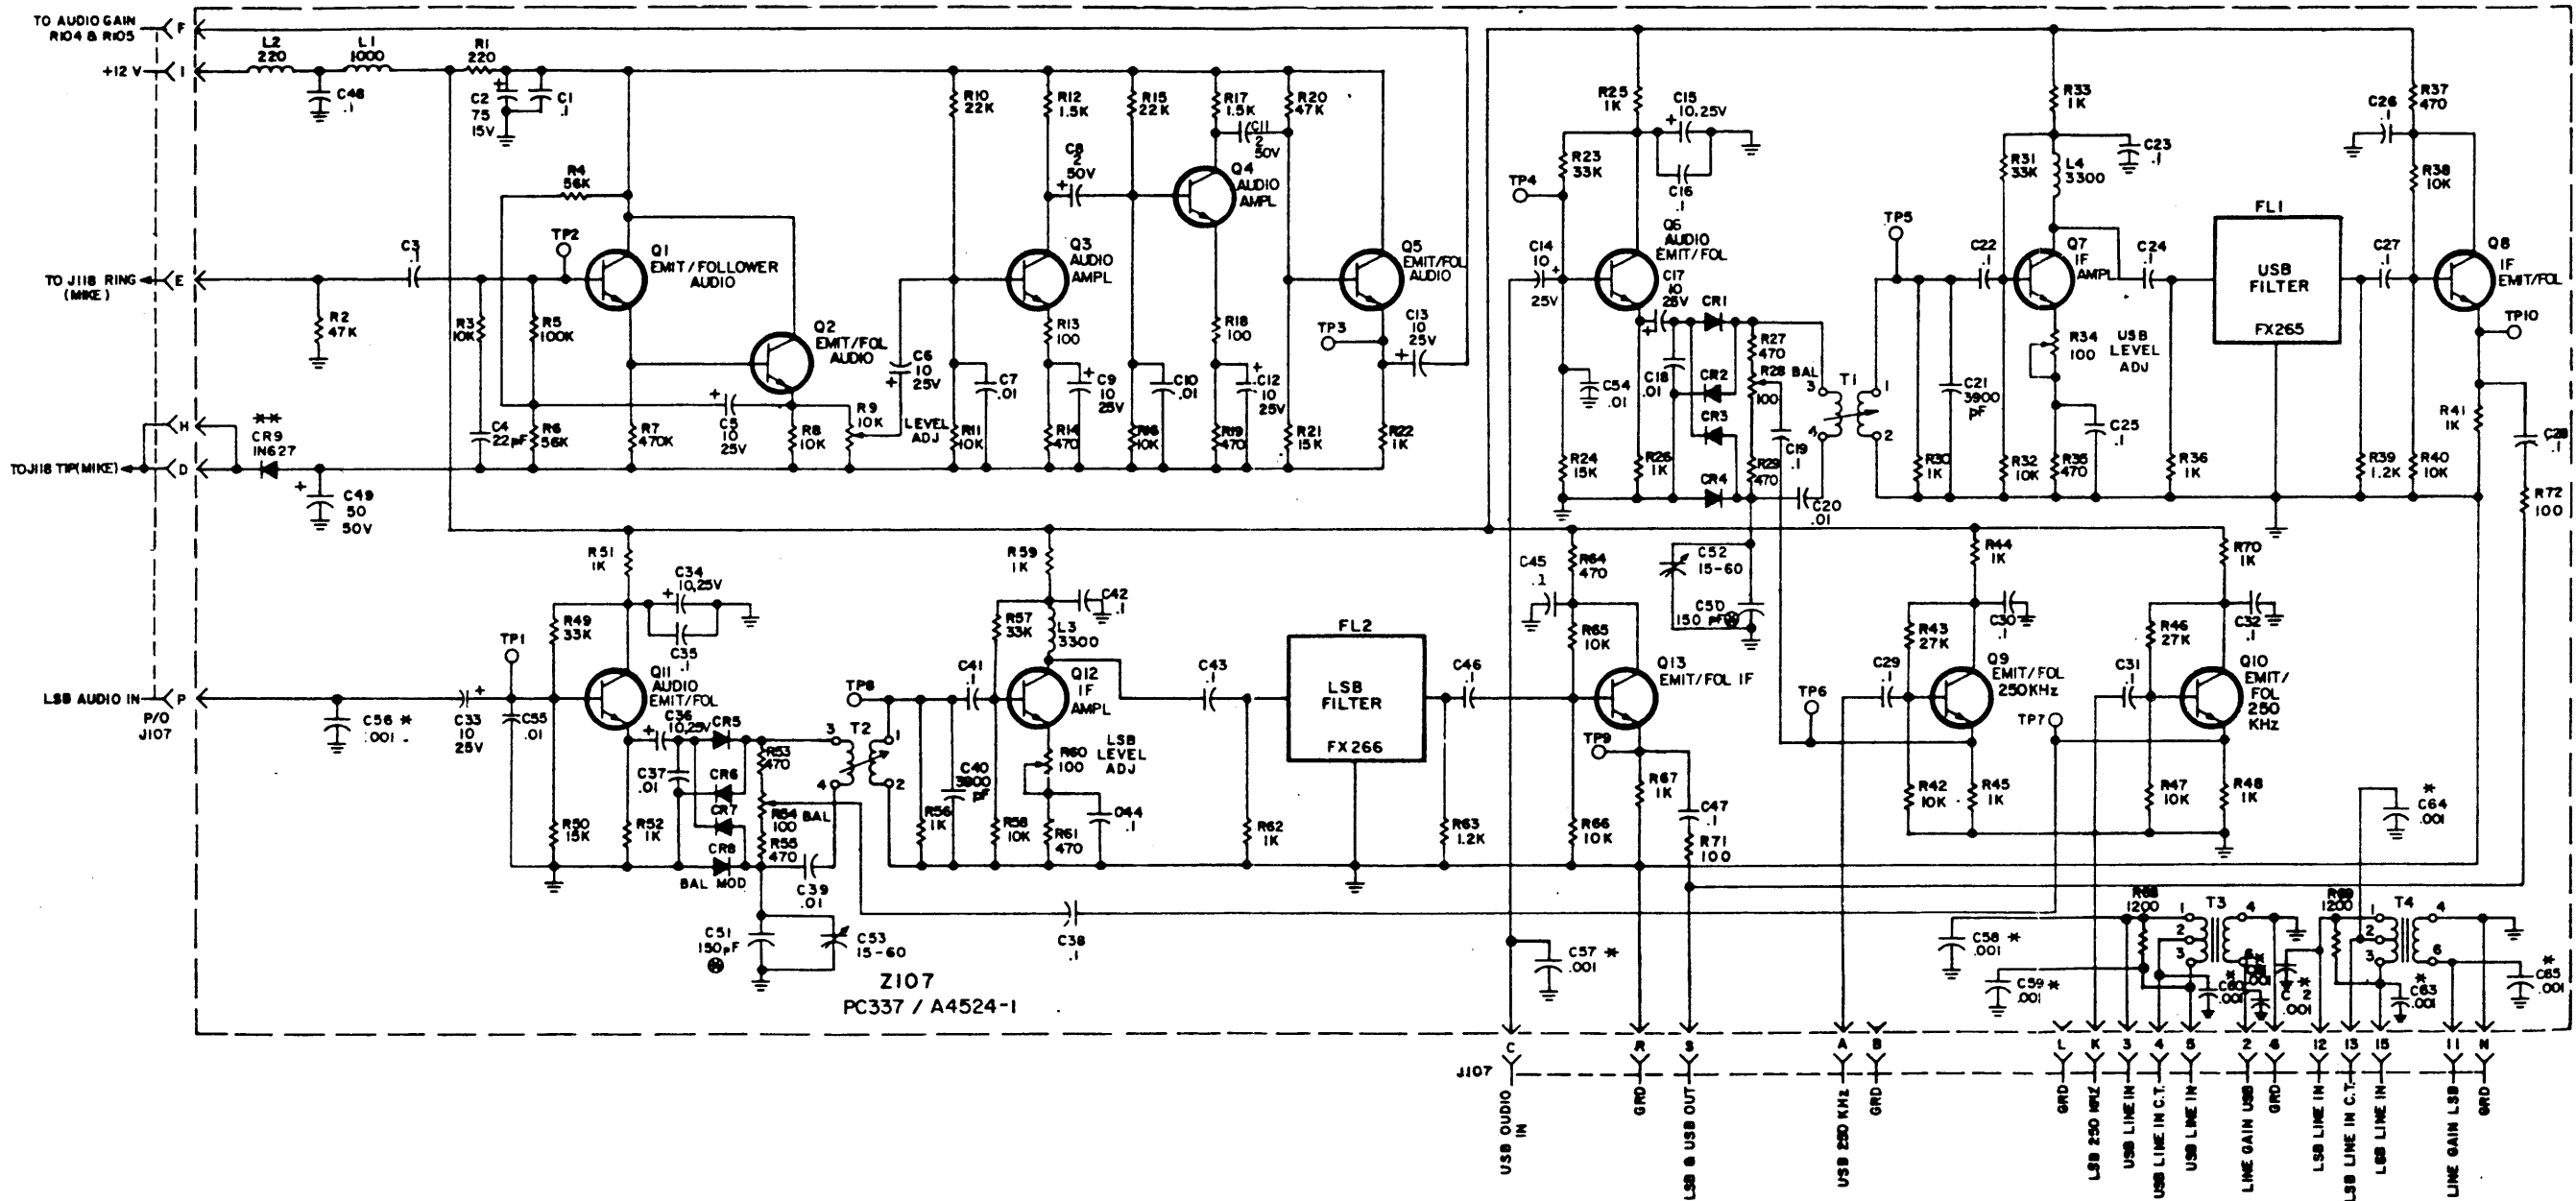 TO AUDIO GAIN
R104 & R105
F
L2
220
L1
1000
R1
220
+12 V
I
C48
.1
C2
75
15V
C1
.1
R4
56K
R10
22K
R12
1.5K
R15
22K
R17
1.5K
C11
2
50V
R20
47K
C8
2
50V
Q4
AUDIO
AMPL
TP2
C3
.1
Q1
EMIT/FOLLOWER
AUDIO
Q3
AUDIO
AMPL
Q5
EMIT/FOL
AUDIO
TO J118 RING
(MIKE)
E
R2
47K
R3
10K
R5
100K
Q2
EMIT/FOL
AUDIO
C6
10
25V
R13
100
R18
100
TP3
C13
10
25V
C7
.01
C9
10
25V
C10
.01
C12
10
25V
H
**
CR9
1N627
C4
22pF
R6
56K
R7
470K
C5
10
25V
R8
10K
R9
10K
LEVEL
ADJ
R11
10K
R14
470
R16
10K
R19
470
R21
15K
R22
1K
TO J118 TIP (MIKE)
D
C49
50
50V
R25
1K
C15
10,25V
R23
33K
C16
.1
TP4
C14
10
25V
Q6
AUDIO
EMIT/FOL
C17
10
25V
CR1
R27
470
C18
.01
CR2
R28 BAL
100
CR3
C54
.01
R24
15K
R26
1K
CR4
R29
470
C19
.1
C20
.01
3
T1
1
4
2
TP5
R33
1K
R31
33K
L4
3300
C23
.1
C22
.1
Q7
IF
AMPL
C24
.1
R34
100
USB
LEVEL
ADJ
C21
3900
pF
C25
.1
R30
1K
R32
10K
R35
470
R36
1K
FL1
USB
FILTER
FX265
C26
.1
R37
470
R38
10K
C27
.1
Q8
IF
EMIT/FOL
TP10
R41
1K
R39
1.2K
R40
10K
C28
.1
R72
100
R51
1K
C34
10,25V
R49
33K
C35
.1
TP1
Q11
AUDIO
EMIT/FOL
C36
10,25V
CR5
LSB AUDIO IN
P
P/O
J107
C56 *
.001
C33
10
25V
C55
.01
C37
.01
CR6
CR7
CR8
BAL MOD
R50
15K
R52
1K
R53
470
R54
100
BAL
R55
470
C39
.01
C51
150pF
C53
15-60
C38
.1
3
T2
1
4
2
TP8
R59
1K
R57
33K
L3
3300
C42
.1
C41
.1
Q12
IF
AMPL
C43
.1
R60
100
LSB
LEVEL
ADJ
C40
3900
pF
R56
1K
R58
10K
R61
470
.1
R62
1K
FL2
LSB
FILTER
FX266
C46
.1
C45
.1
R64
470
R65
10K
Q13
EMIT/FOL IF
TP9
R67
1K
R63
1.2K
R66
10K
C47
.1
R71
100
C52
15-60
C50
150 pF
R44
1K
R43
27K
C30
.1
C29
.1
Q9
EMIT/FOL
250KHz
TP6
R42
10K
R45
1K
R70
1K
R46
27K
C32
.1
C31
.1
Q10
EMIT/
FOL
250
KHz
TP7
R47
10K
R48
1K
*
C64
.001
C57 *
.001
C58 *
.001
C59 *
.001
R68
1200
1
2
3
T3
4
6
R69
1200
1
2
3
T4
4
6
C60
.001
C63
.001
C65
.001
Z107
PC337 / A4524-1
J107
C
R
S
A
B
L
K
3
4
5
2
6
12
13
15
11
N
USB OUDIO
IN
GRD
LSB & USB OUT
USB 250 KHz
GRD
GRD
LSB 250 KHZ
USB LINE IN
USB LINE IN C.T.
USB LINE IN
LINE GAIN USB
GRD
LSB LINE IN
LSB LINE IN C.T.
LSB LINE IN
LINE GAIN LSB
GRD